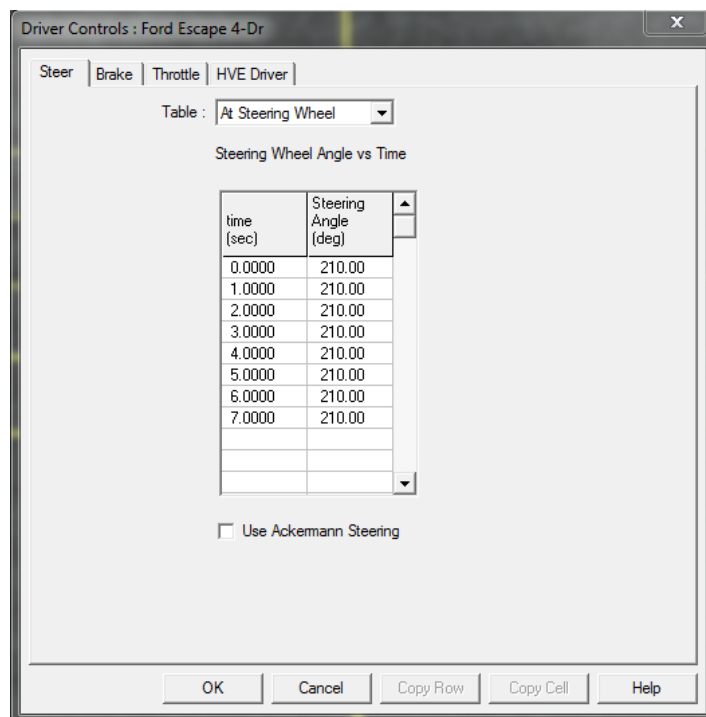 Driver Controls : Ford Escape 4-Dr
x
Steer Brake Throttle HVE Driver
Table : At Steering Wheel
Steering Wheel Angle vs Time
time (sec) Steering Angle (deg)
0.0000 210.00
1.0000 210.00
2.0000 210.00
3.0000 210.00
4.0000 210.00
5.0000 210.00
6.0000 210.00
7.0000 210.00
Use Ackermann Steering
OK Cancel Copy Row Copy Cell Help